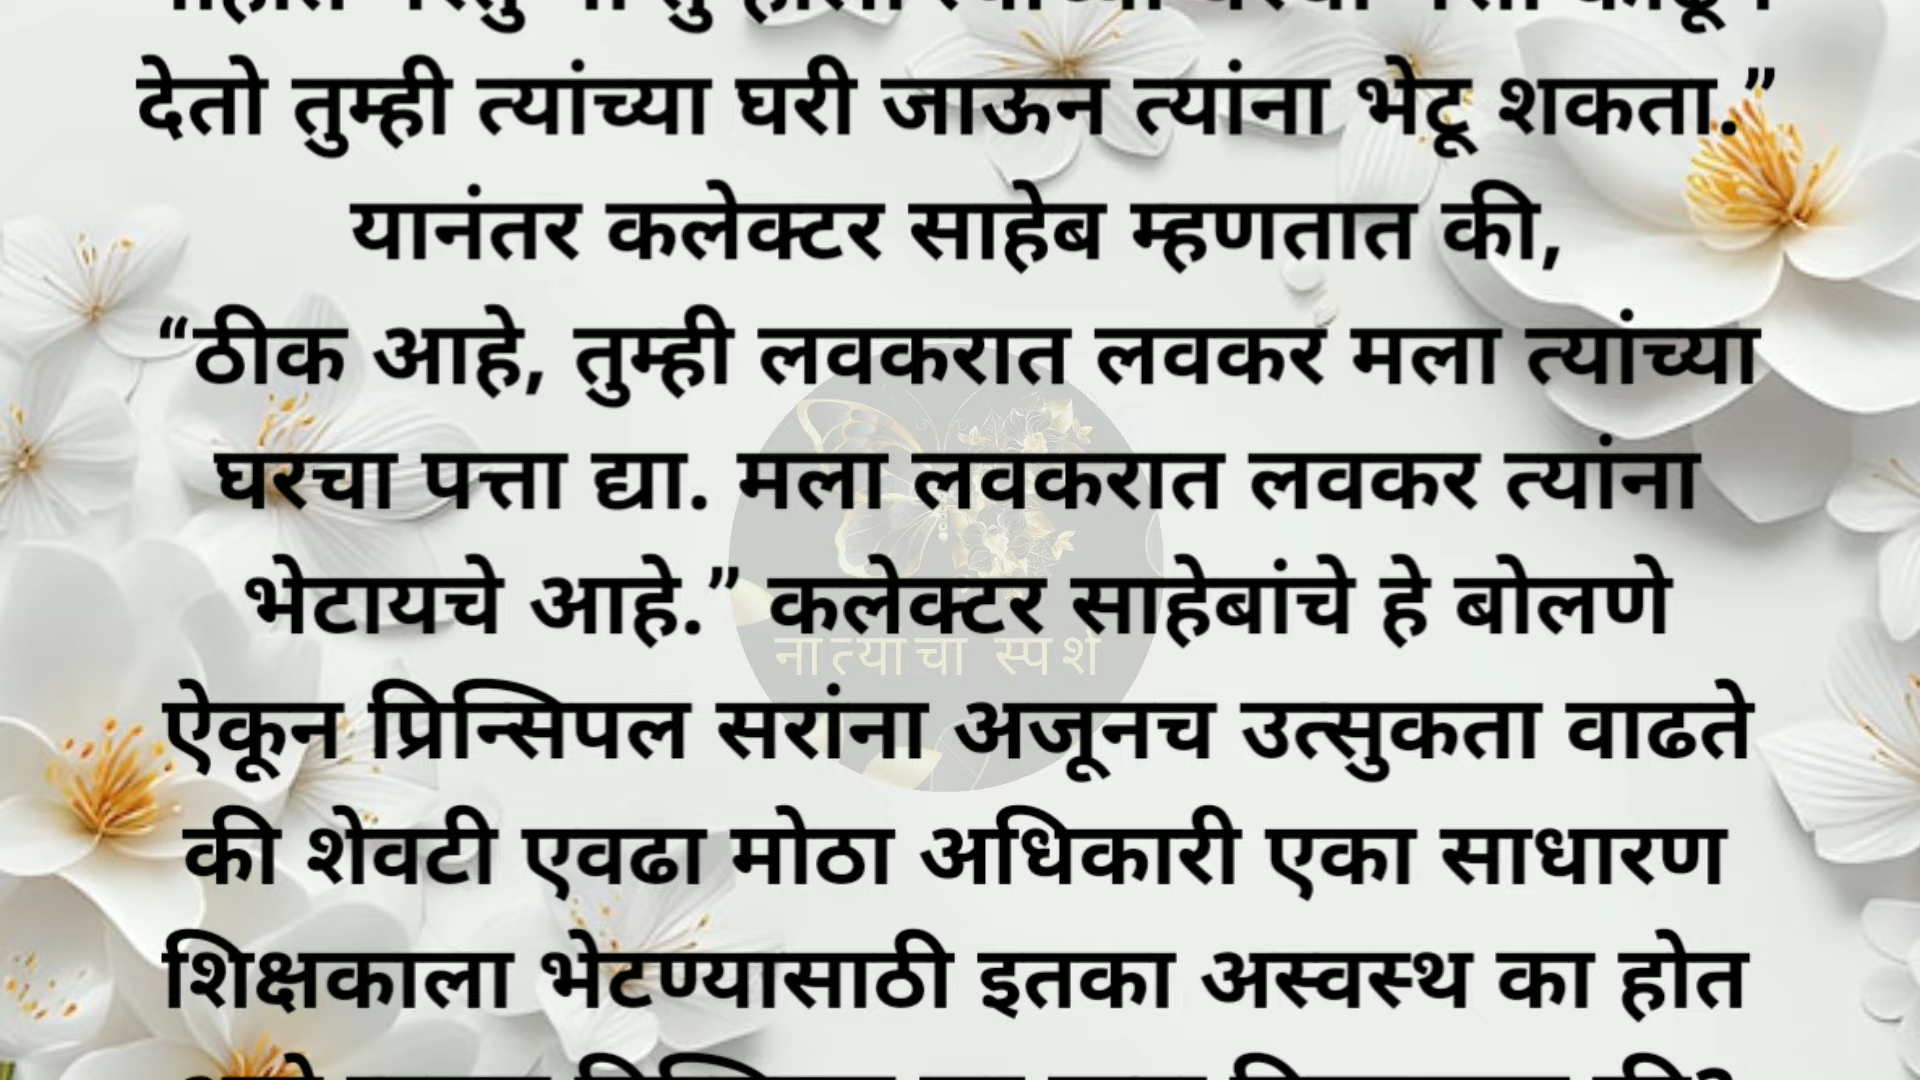 देतो तुम्ही त्यांच्या घरी जाऊन त्यांना भेटू शकता.”
यानंतर कलेक्टर साहेब म्हणतात की,
“ठीक आहे, तुम्ही लवकरात लवकर मला त्यांच्या
घरचा पत्ता द्या. मला लवकरात लवकर त्यांना
भेटायचे आहे.” कलेक्टर साहेबांचे हे बोलणे
नात्याचा स्पर्श
ऐकून प्रिन्सिपल सरांना अजूनच उत्सुकता वाढते
की शेवटी एवढा मोठा अधिकारी एका साधारण
शिक्षकाला भेटण्यासाठी इतका अस्वस्थ का होत